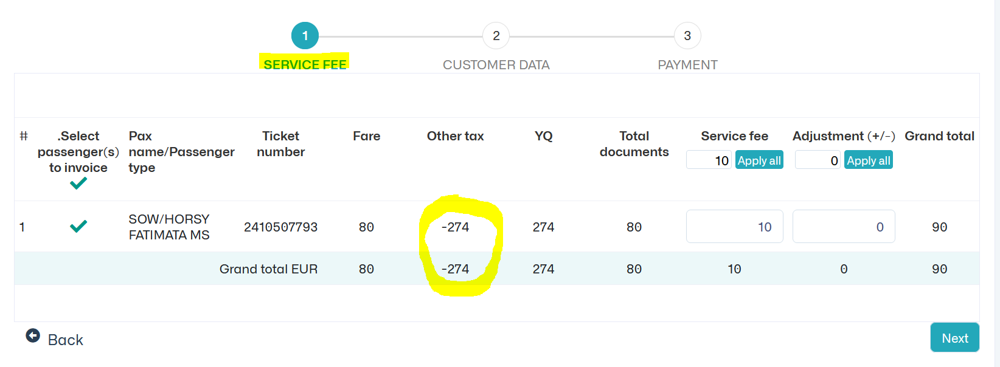 1 2 3
SERVICE FEE CUSTOMER DATA PAYMENT
# .Select passenger(s) to invoice Pax name/Passenger type Ticket number Fare Other tax YQ Total documents Service fee Adjustment (+/-) Grand total
10 Apply all 0 Apply all
1 SOW/HORSY FATIMATA MS 2410507793 80 -274 274 80 10 0 90
Grand total EUR 80 -274 274 80 10 0 90
Back Next